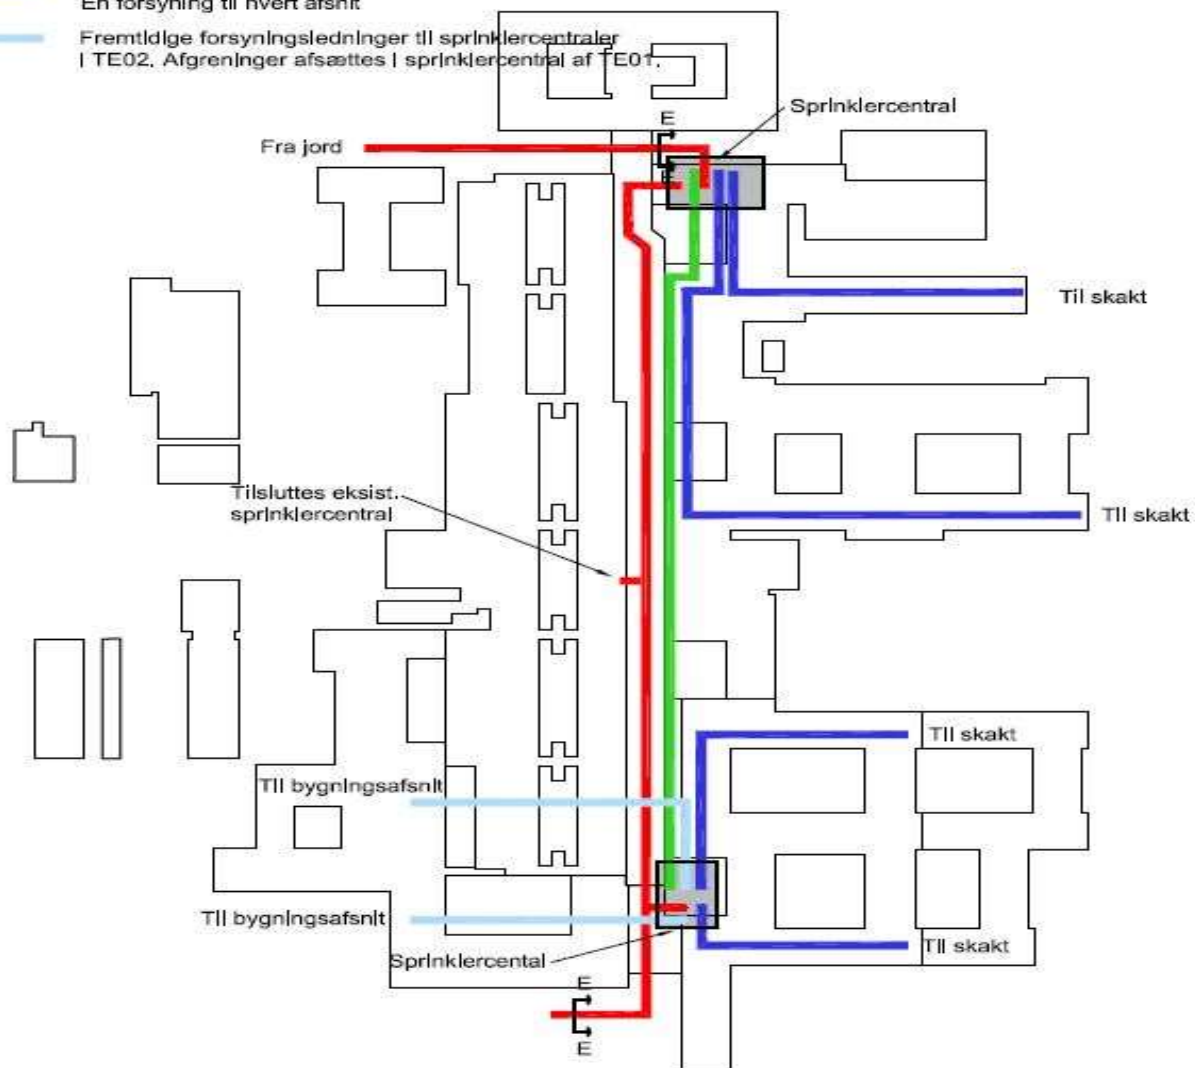 En forsyning til hvert afsnit
Fremtidige forsyningsledninger til sprinklercentraler
i TE02. Afgreninger afsættes i sprinklercentral af TE01.
Sprinklercentral
E
Fra jord
E
Til skakt
Tilsluttes eksist.
sprinklercentral
Til skakt
Til skakt
Til bygningsafsnit
Til bygningsafsnit
Til skakt
Sprinklercental
E
E